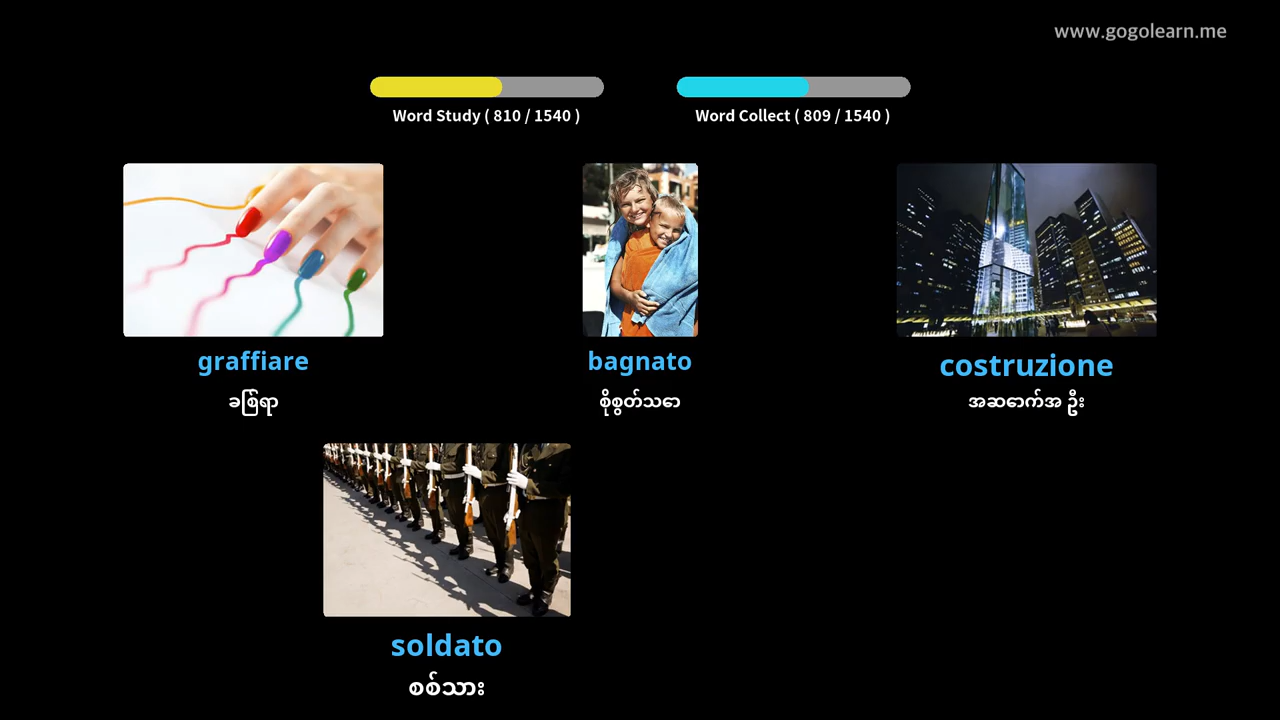 www.gogolearn.me
Word Study ( 810 / 1540 )
Word Collect ( 809 / 1540 )
graffiare
ခခြစ်ရာ
bagnato
စိုစွတ်သော
costruzione
အဆောက်အ ဦး
soldato
စစ်သား